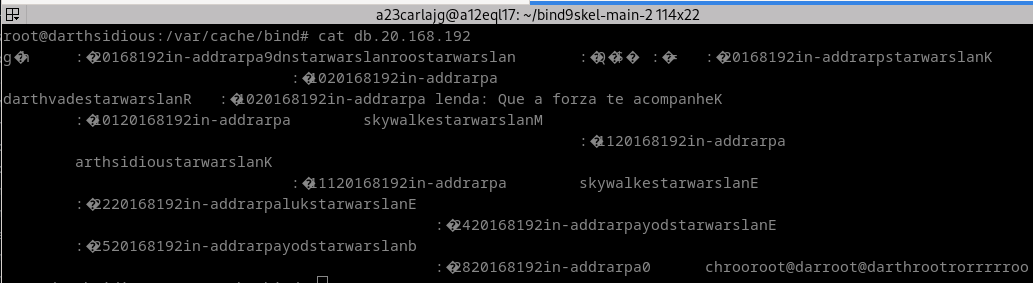 a23carlajg@a12eql17: ~/bind9skel-main-2 114x22
root@darthsidious:/var/cache/bind# cat db.20.168.192
:�20168192in-addrarpa9dnstarwarslanroostarwarslan :� :� :�20168192in-addrarpstarwarslanK
:�1020168192in-addrarpa
darthvadestarwarslanR :�1020168192in-addrarpa lenda: Que a forza te acompanheK
:�10120168192in-addrarpa skywalkestarwarslanM
:�1120168192in-addrarpa
arthsidioustarwarslanK
:�11120168192in-addrarpa skywalkestarwarslanE
:�2220168192in-addrarpalukstarwarslanE
:�2420168192in-addrarpayodstarwarslanE
:�2520168192in-addrarpayodstarwarslanb
:�2820168192in-addrarpa0 chrooroot@darroot@darthrootrorrrrroo